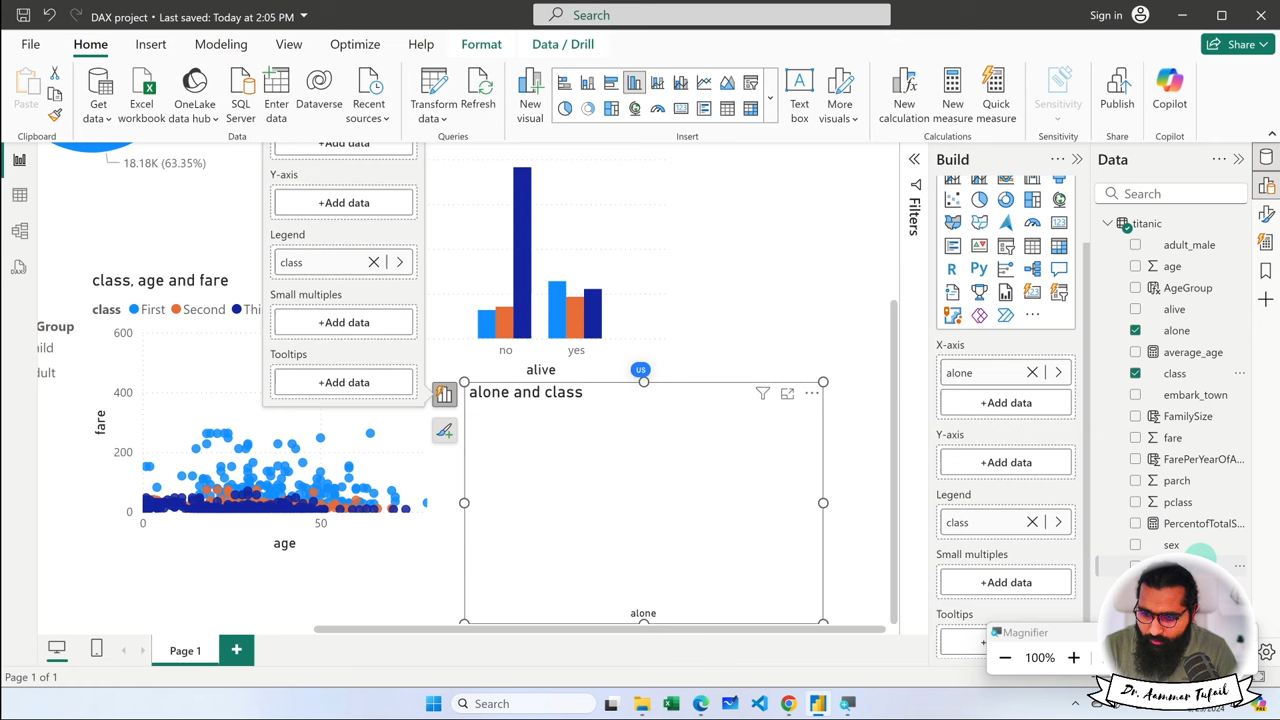 DAX project • Last saved: Today at 2:05 PM
Search
Sign in
File
Home
Insert
Modeling
View
Optimize
Help
Format
Data / Drill
Share
Paste
Get data
Excel workbook
OneLake data hub
SQL Server
Enter data
Dataverse
Recent sources
Transform data
Refresh
New visual
Text box
More visuals
New calculation
New measure
Quick measure
Sensitivity
Publish
Copilot
Clipboard
Data
Queries
Insert
Calculations
Sensitivity
Share
Copilot
18.18K (63.35%)
+Add data
Y-axis
+Add data
Legend
class
Small multiples
+Add data
Tooltips
+Add data
class, age and fare
class
First
Second
Thi
Group
ild
dult
600
400
200
0
fare
0
50
age
no
yes
alive
US
alone and class
alone
Filters
Build
X-axis
alone
+Add data
Y-axis
+Add data
Legend
class
Small multiples
+Add data
Tooltips
R
Py
Data
Search
titanic
adult_male
age
AgeGroup
alive
alone
average_age
class
embark_town
FamilySize
fare
FarePerYearOfA...
parch
pclass
PercentofTotalS...
sex
Magnifier
100%
Dr. Aammar Tufail
Page 1
Page 1 of 1
Search